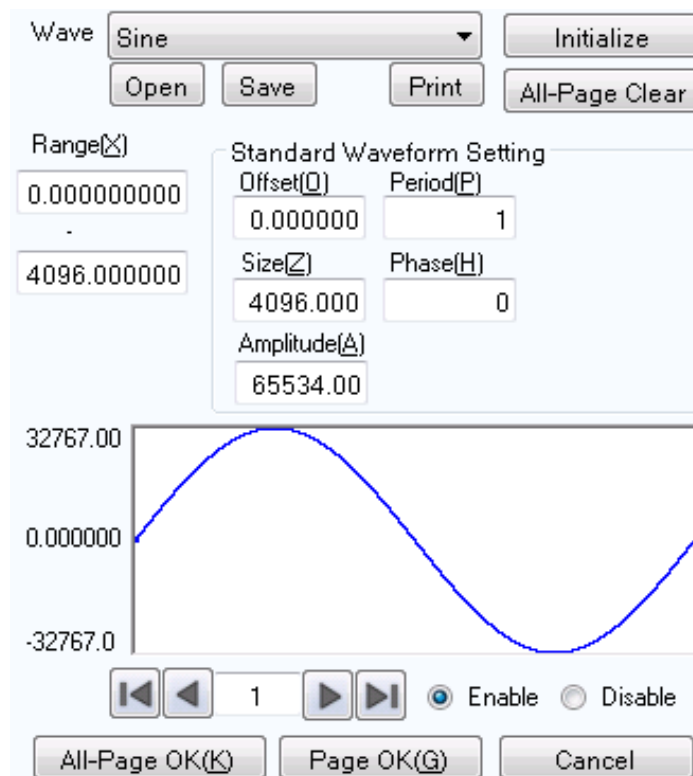 Wave Sine Initialize
Open Save Print All-Page Clear
Range(X) Standard Waveform Setting
Offset(O) Period(P)
0.000000000 0.000000 1
-
Size(Z) Phase(H)
4096.000000 4096.000 0
Amplitude(A)
65534.00
32767.00
0.000000
-32767.0
1 Enable Disable
All-Page OK(K) Page OK(G) Cancel